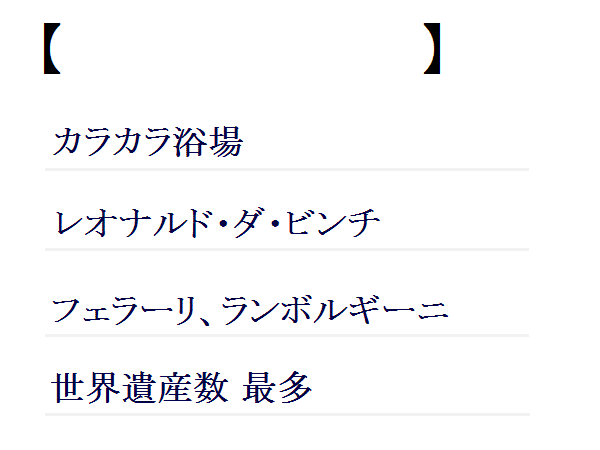 【 】
カラカラ浴場
レオナルド・ダ・ビンチ
フェラーリ、ランボルギーニ
世界遺産数 最多